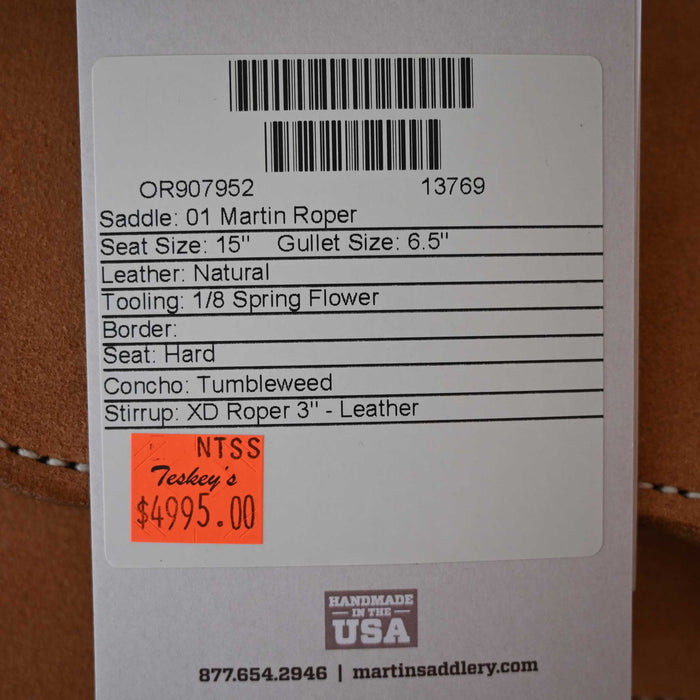 OR907952 13769
Saddle: 01 Martin Roper
Seat Size: 15" Gullet Size: 6.5"
Leather: Natural
Tooling: 1/8 Spring Flower
Border:
Seat: Hard
Concho: Tumbleweed
Stirrup: XD Roper 3" - Leather
NTSS
Teskey's
$4995.00
HANDMADE
IN THE
USA
877.654.2946 | martinsaddlery.com